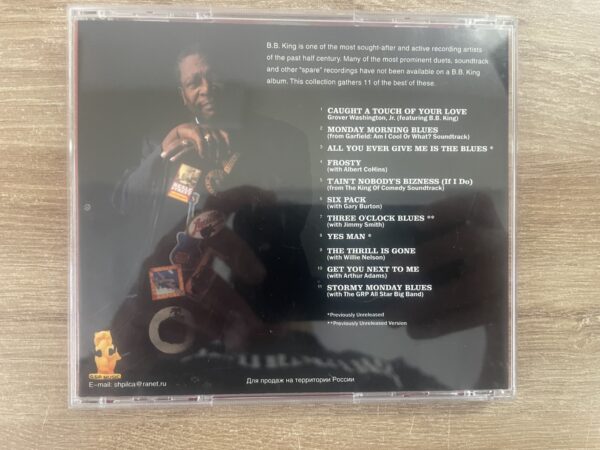 B.B. King is one of the most sought-after and active recording artists
of the past half century. Many of the most prominent duets, soundtrack
and other "spare" recordings have not been available on a B.B. King
album. This collection gathers 11 of the best of these.
1 CAUGHT A TOUCH OF YOUR LOVE
Grover Washington, Jr. (featuring B.B. King)
2 MONDAY MORNING BLUES
(from Garfield: Am I Cool Or What? Soundtrack)
3 ALL YOU EVER GIVE ME IS THE BLUES *
4 FROSTY
(with Albert Collins)
5 T'AIN'T NOBODY'S BIZNESS (If I Do)
(from The King Of Comedy Soundtrack)
6 SIX PACK
(with Gary Burton)
7 THREE O'CLOCK BLUES **
(with Jimmy Smith)
8 YES MAN *
9 THE THRILL IS GONE
(with Willie Nelson)
10 GET YOU NEXT TO ME
(with Arthur Adams)
11 STORMY MONDAY BLUES
(with The GRP All Star Big Band)
*Previously Unreleased
**Previously Unreleased Version
E-mail: shpilca@ranet.ru
Для продаж на территории России